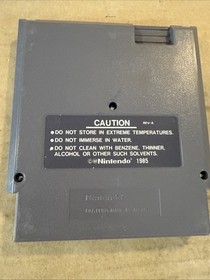 CAUTION
● DO NOT STORE IN EXTREME TEMPERATURES.
● DO NOT IMMERSE IN WATER.
● DO NOT CLEAN WITH BENZENE, THINNER,
ALCOHOL OR OTHER SUCH SOLVENTS.
©®Nintendo 1985
Nintendo